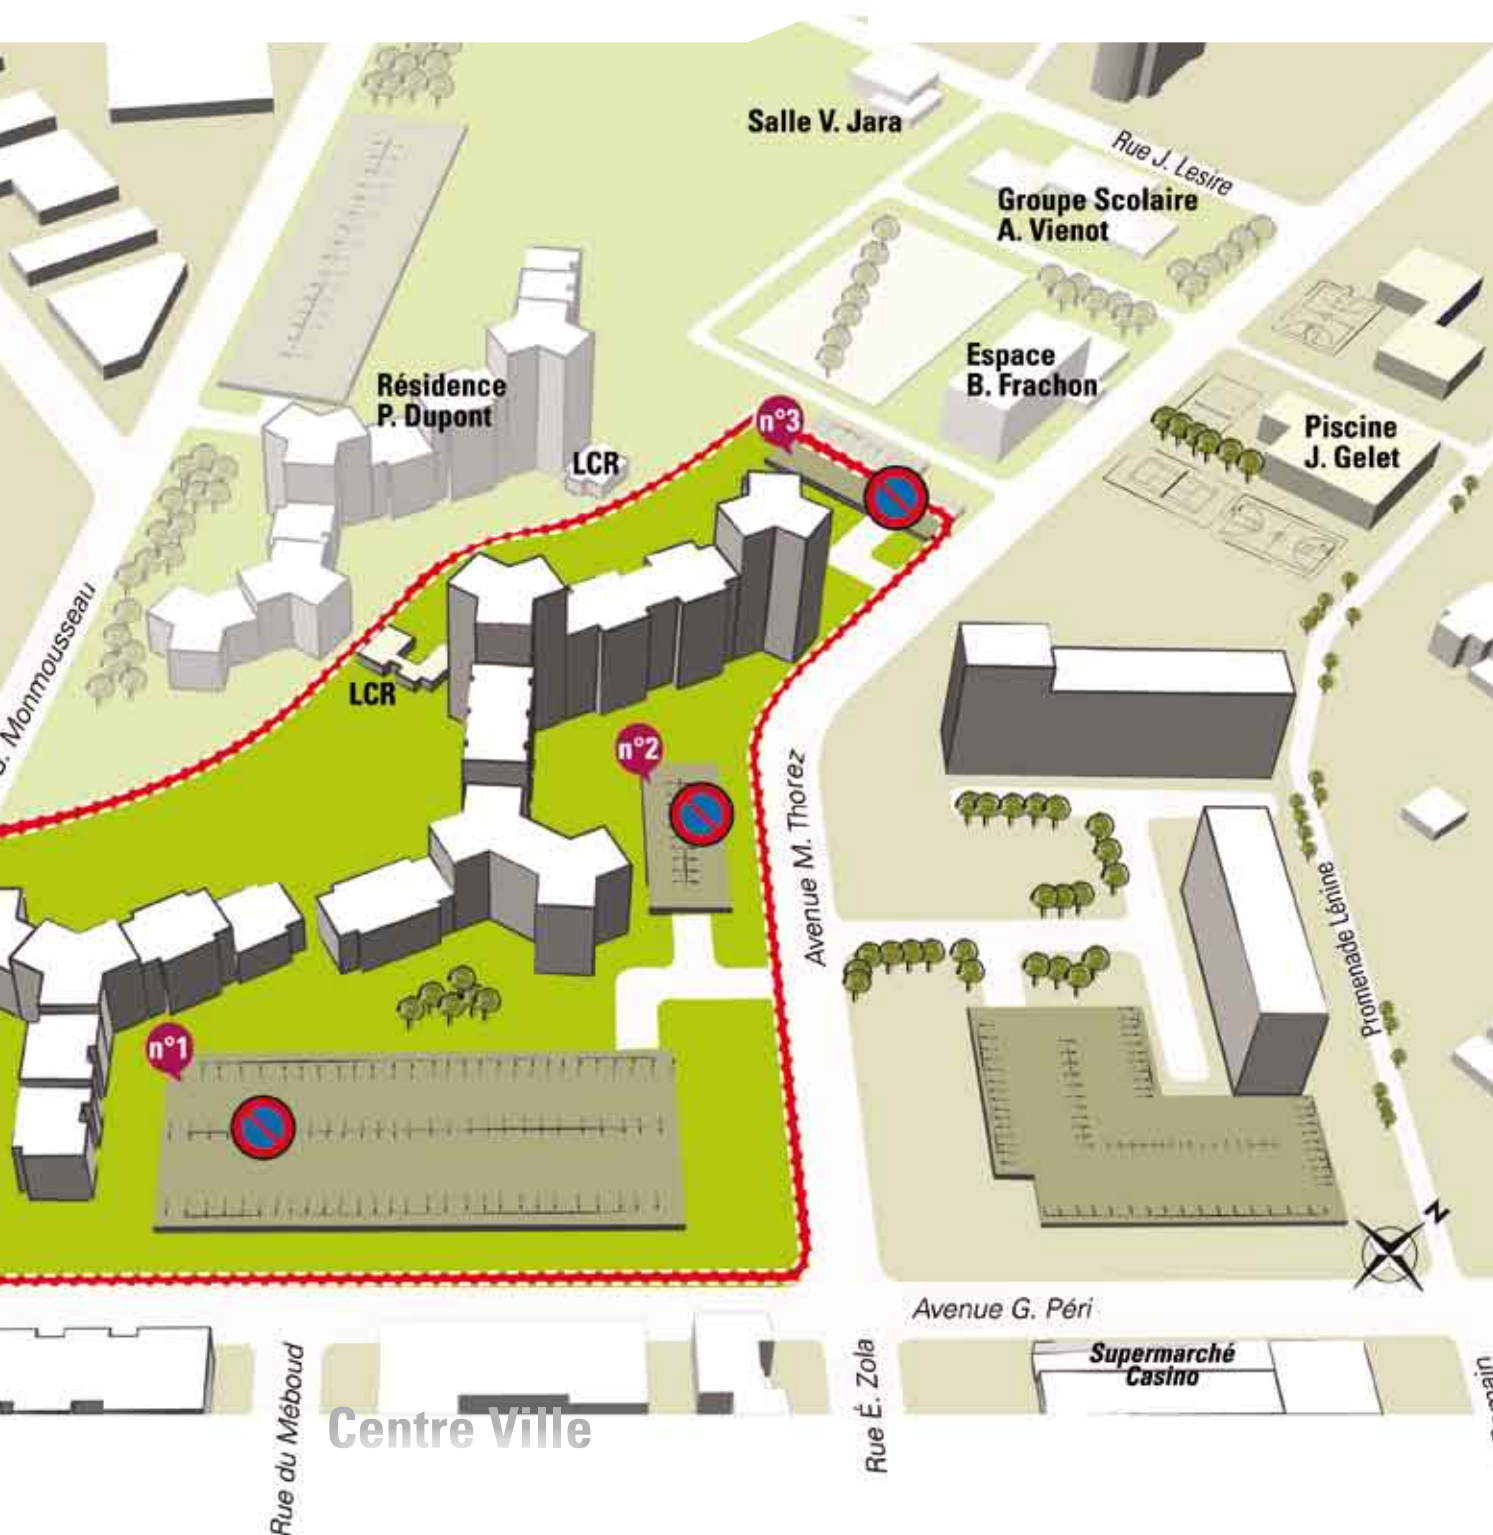 Salle V. Jara
Rue J. Lesire
Groupe Scolaire
A. Vienot
Espace
B. Frachon
Résidence
P. Dupont
n°3
Piscine
J. Gelet
LCR
Monmousseau
LCR
n°2
Avenue M. Thorez
Promenade Lénine
n°1
N
Avenue G. Péri
Supermarché
Casino
Rue du Méboud
Centre Ville
Rue É. Zola